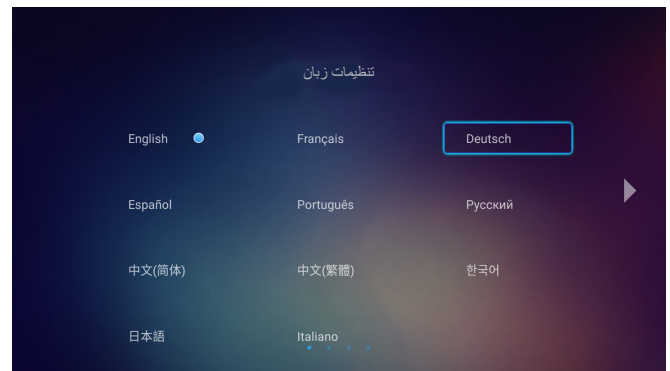 تنظیمات زبان
English
Français
Deutsch
Español
Português
Русский
中文(简体)
中文(繁體)
한국어
日本語
Italiano